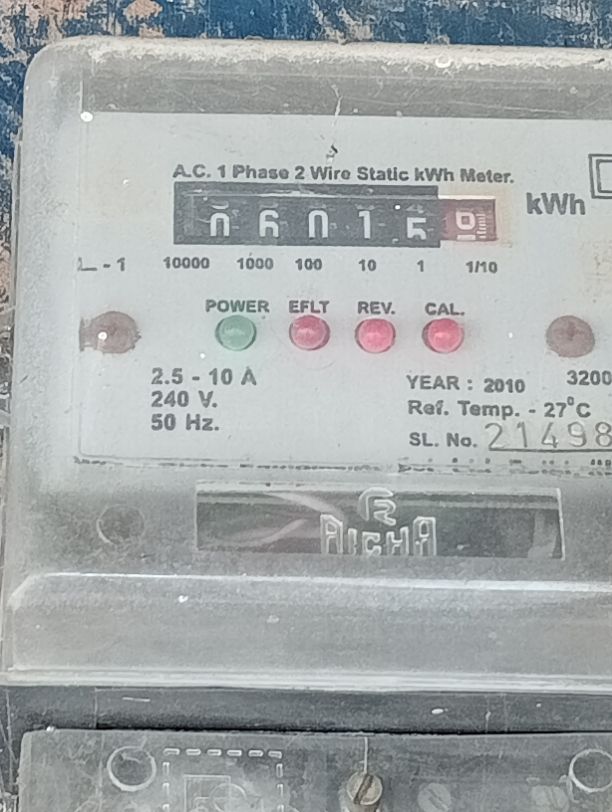 A.C. 1 Phase 2 Wire Static kWh Meter.
06015 kWh
L - 1 10000 1000 100 10 1 1/10
POWER EFLT REV. CAL.
2.5 - 10 A YEAR : 2010 3200
240 V. Ref. Temp. - 27°C
50 Hz. SL. No. 21498